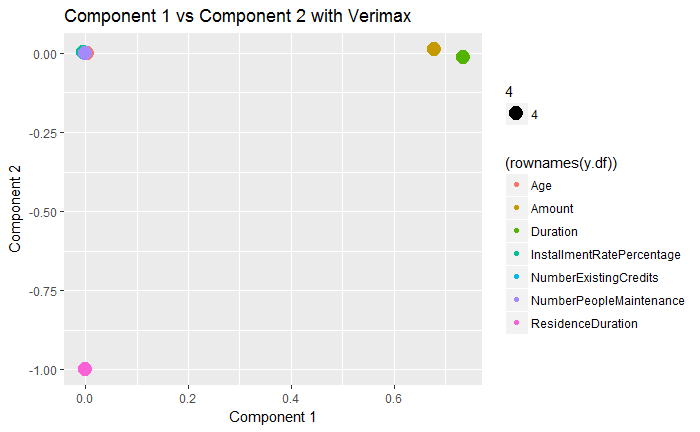 Component 1 vs Component 2 with Verimax
0.00
-0.25
-0.50
-0.75
-1.00
Component 2
0.0
0.2
0.4
0.6
Component 1
4
4
(rownames(y.df))
Age
Amount
Duration
InstallmentRatePercentage
NumberExistingCredits
NumberPeopleMaintenance
ResidenceDuration